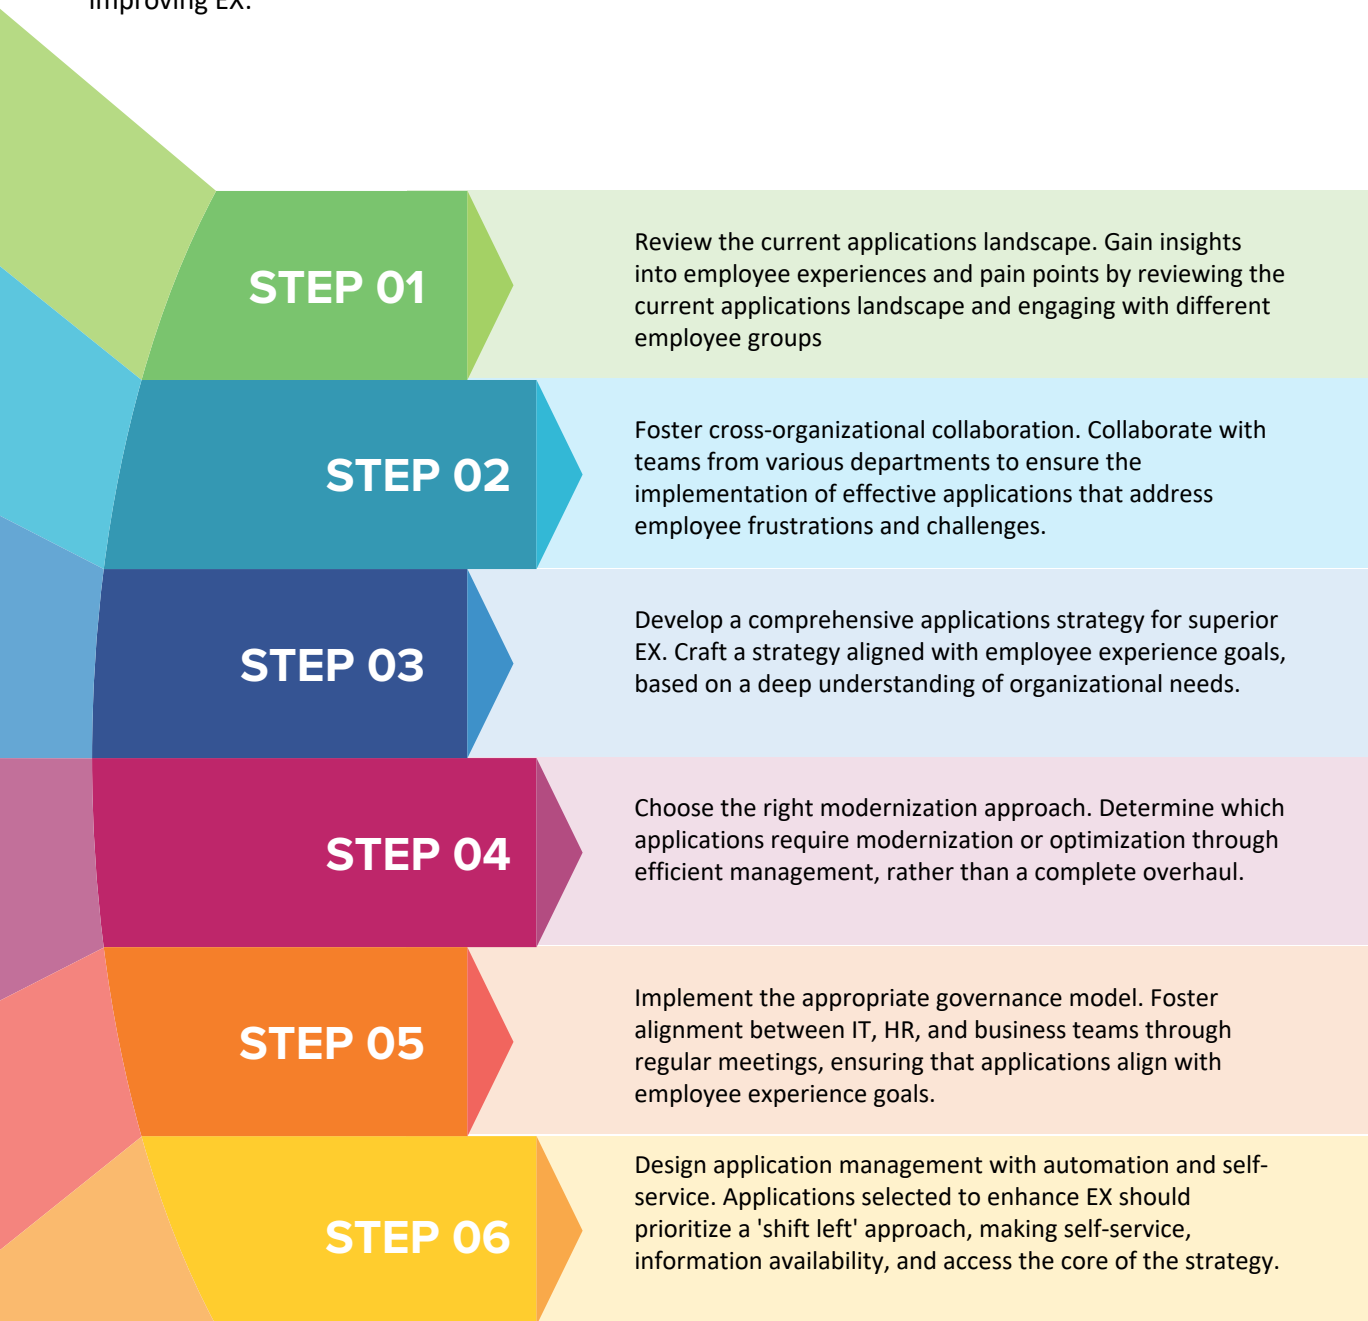 improving EX.
STEP 01
Review the current applications landscape. Gain insights
into employee experiences and pain points by reviewing the
current applications landscape and engaging with different
employee groups
STEP 02
Foster cross-organizational collaboration. Collaborate with
teams from various departments to ensure the
implementation of effective applications that address
employee frustrations and challenges.
STEP 03
Develop a comprehensive applications strategy for superior
EX. Craft a strategy aligned with employee experience goals,
based on a deep understanding of organizational needs.
STEP 04
Choose the right modernization approach. Determine which
applications require modernization or optimization through
efficient management, rather than a complete overhaul.
STEP 05
Implement the appropriate governance model. Foster
alignment between IT, HR, and business teams through
regular meetings, ensuring that applications align with
employee experience goals.
STEP 06
Design application management with automation and self-
service. Applications selected to enhance EX should
prioritize a 'shift left' approach, making self-service,
information availability, and access the core of the strategy.